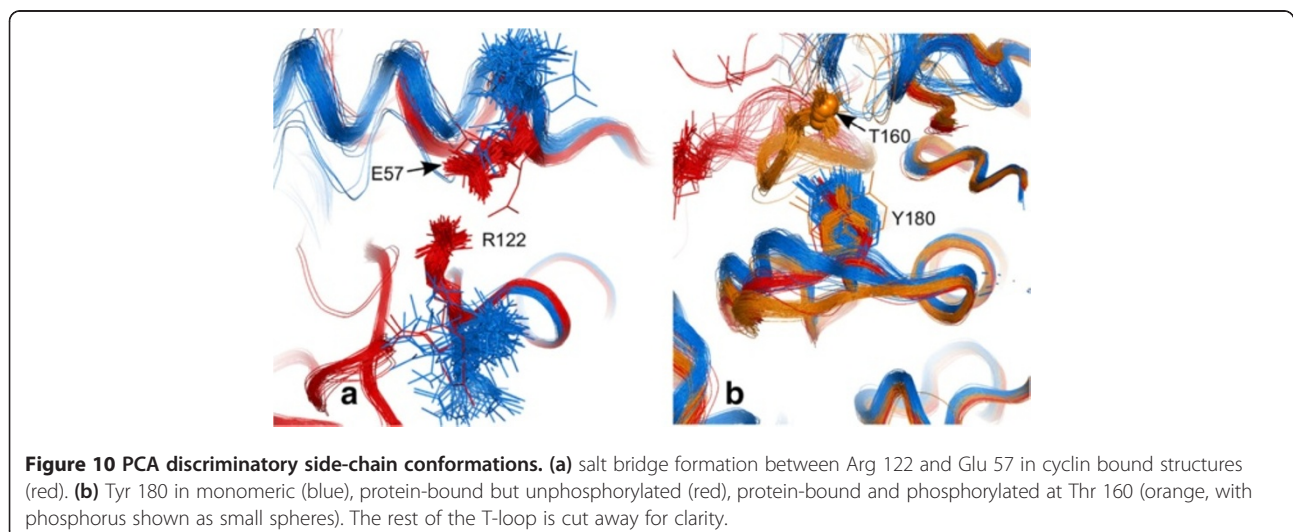 E57
R122
a
T160
Y180
b
Figure 10 PCA discriminatory side-chain conformations. (a) salt bridge formation between Arg 122 and Glu 57 in cyclin bound structures
(red). (b) Tyr 180 in monomeric (blue), protein-bound but unphosphorylated (red), protein-bound and phosphorylated at Thr 160 (orange, with
phosphorus shown as small spheres). The rest of the T-loop is cut away for clarity.